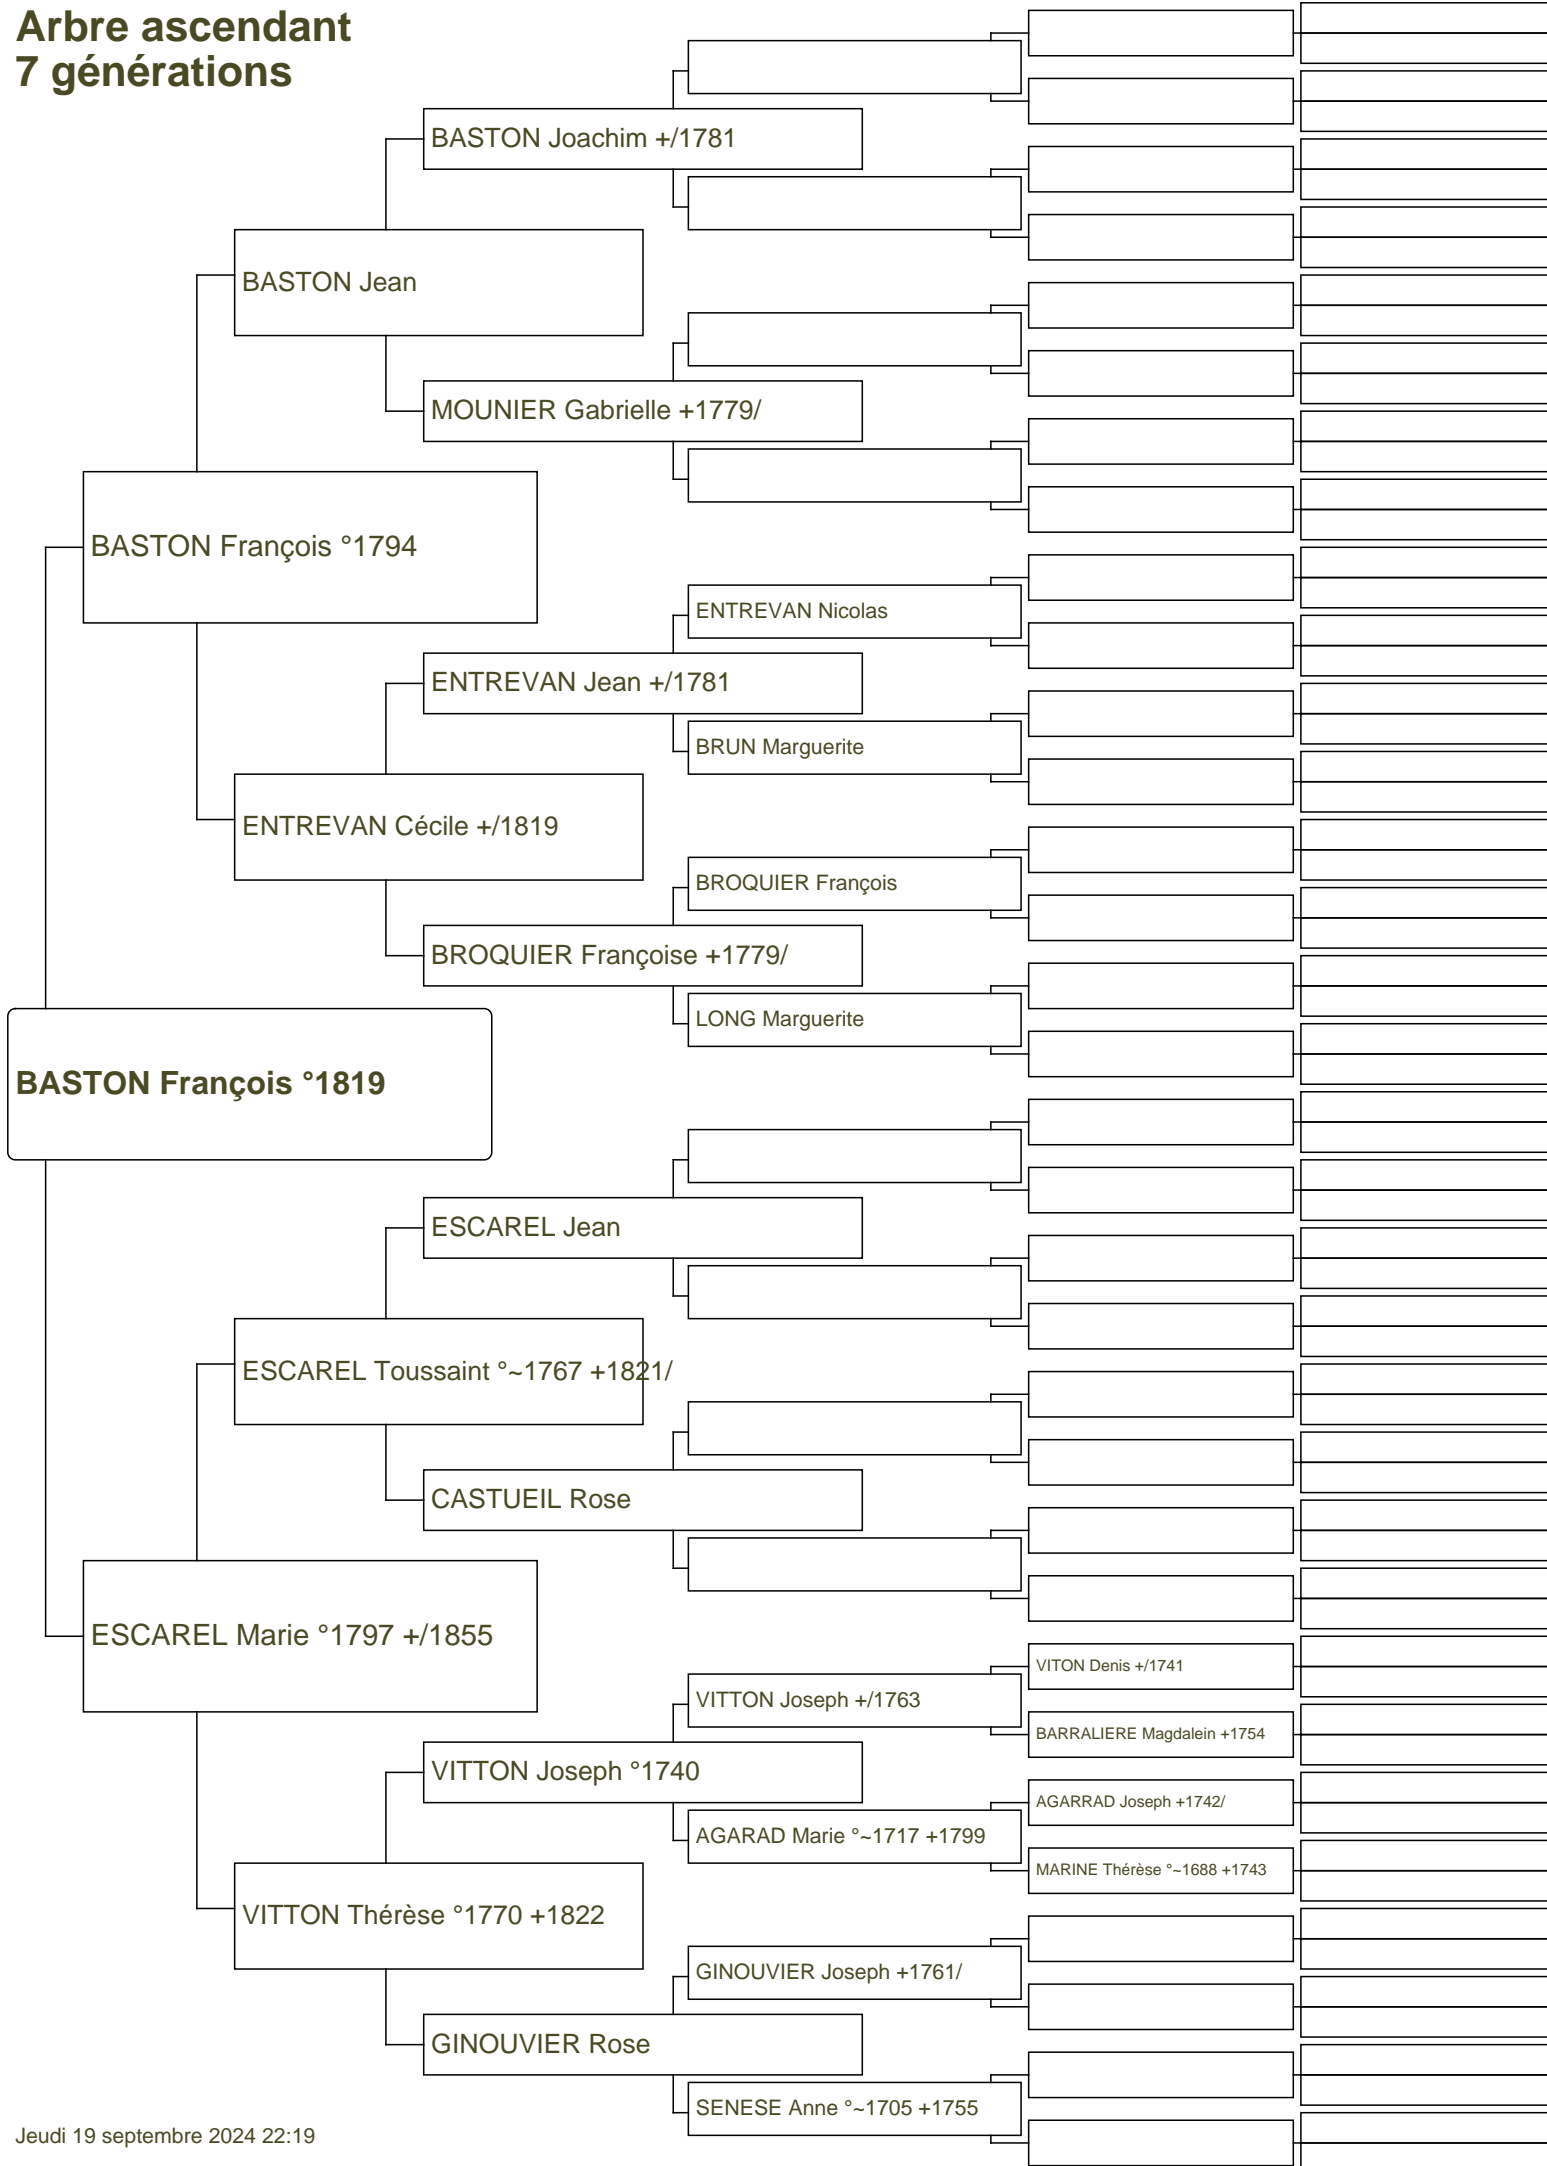 Arbre ascendant
7 générations
BASTON Joachim +/1781
BASTON Jean
MOUNIER Gabrielle +1779/
BASTON François °1794
ENTREVAN Nicolas
ENTREVAN Jean +/1781
BRUN Marguerite
ENTREVAN Cécile +/1819
BROQUIER François
BROQUIER Françoise +1779/
LONG Marguerite
BASTON François °1819
ESCAREL Jean
ESCAREL Toussaint °~1767 +1821/
CASTUEIL Rose
ESCAREL Marie °1797 +/1855
VITON Denis +/1741
VITTON Joseph +/1763
BARRALIERE Magdalein +1754
VITTON Joseph °1740
AGARRAD Joseph +1742/
AGARAD Marie °~1717 +1799
MARINE Thérèse °~1688 +1743
VITTON Thérèse °1770 +1822
GINOUVIER Joseph +1761/
GINOUVIER Rose
SENESE Anne °~1705 +1755
Jeudi 19 septembre 2024 22:19